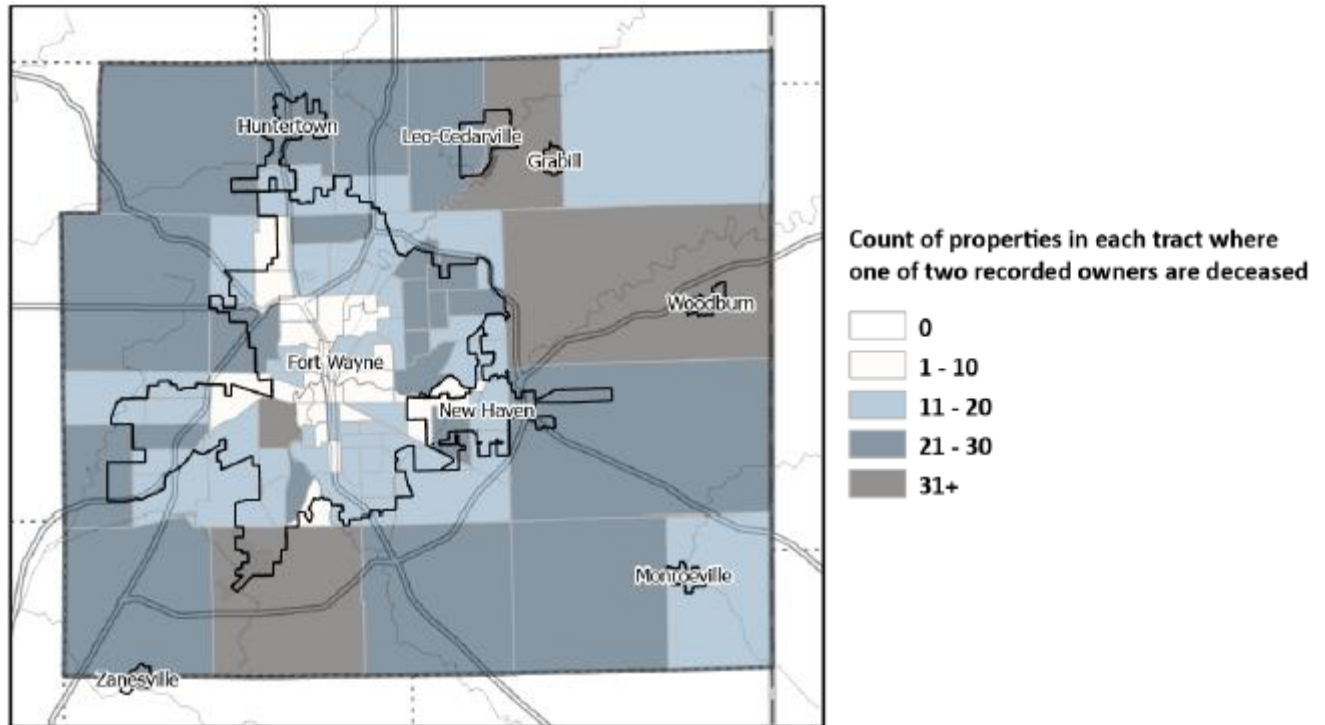 Huntertown
Leo-Cedarville
Grabill
Woodburn
Fort Wayne
New Haven
Monroeville
Zanesville
Count of properties in each tract where
one of two recorded owners are deceased
0
1 - 10
11 - 20
21 - 30
31+